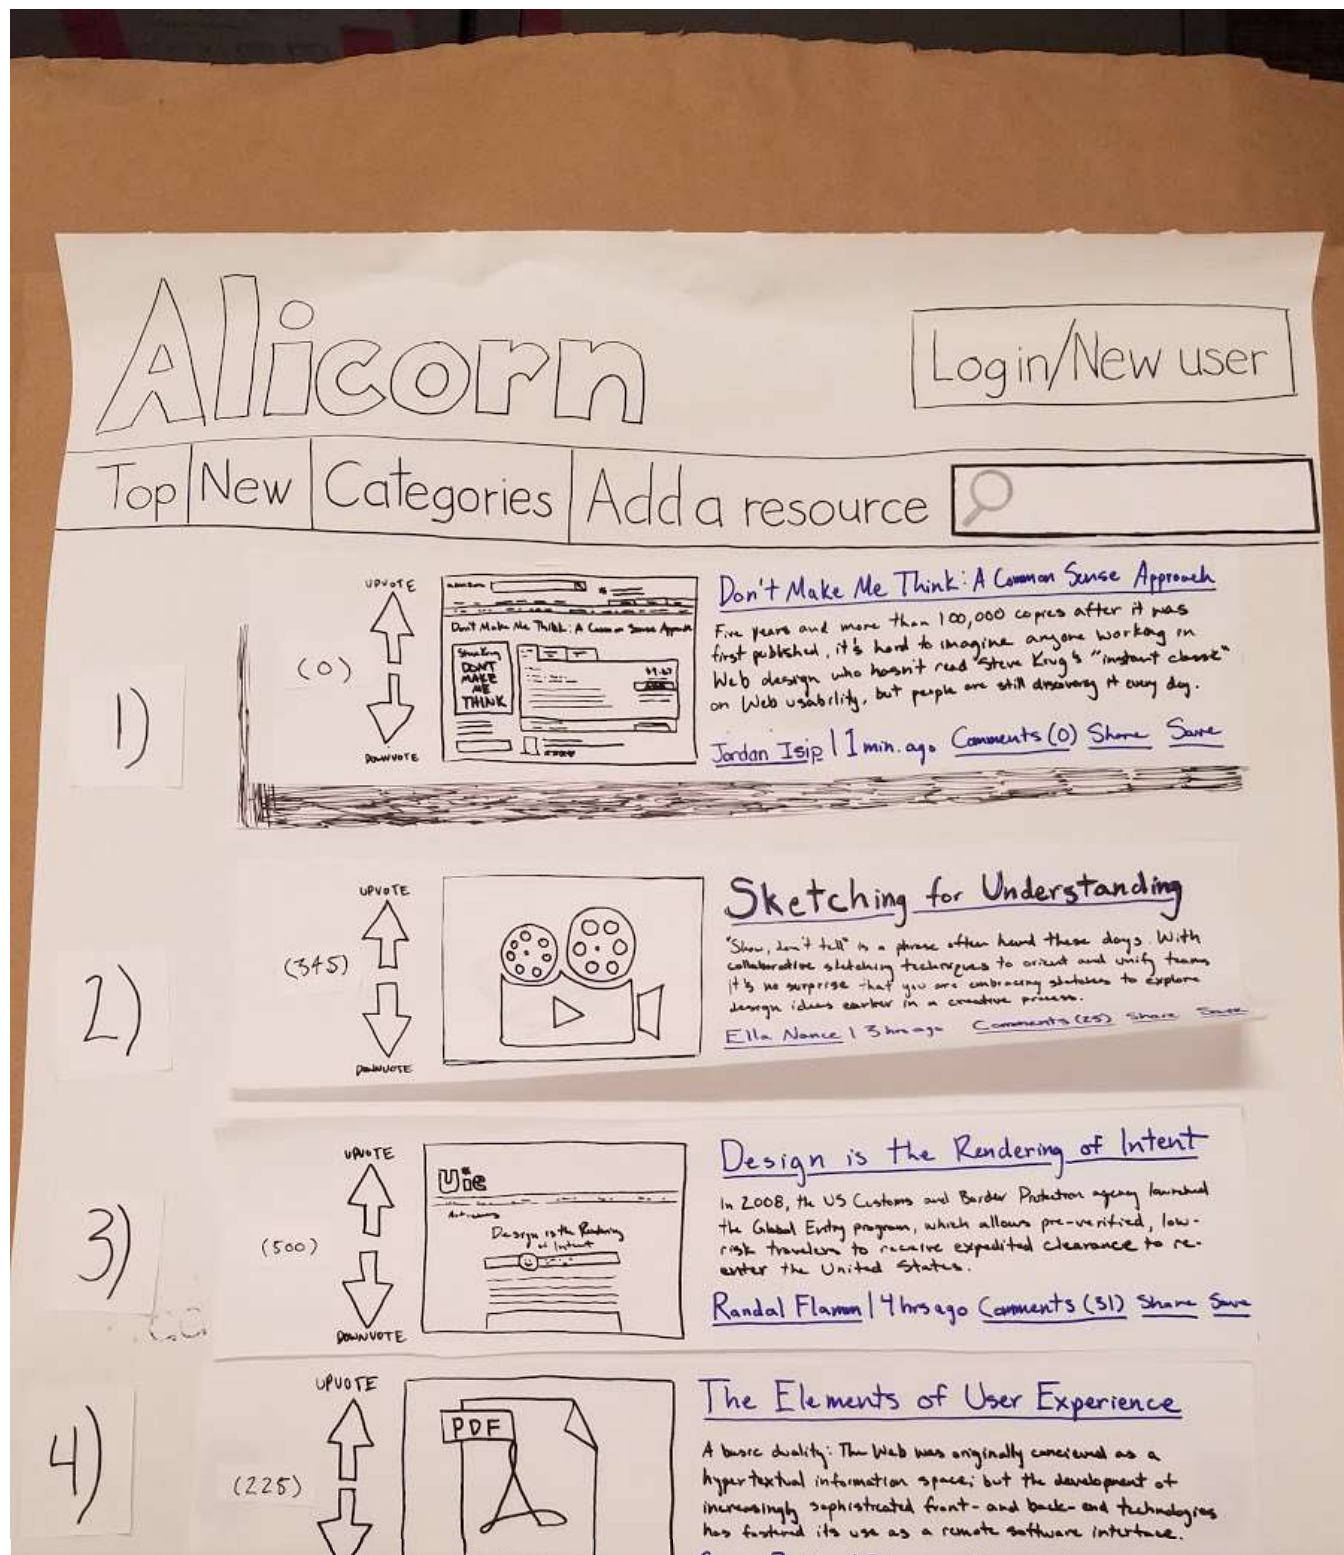 Alicorn
Login/New user
Top New Categories Add a resource
1)
(0)
UPVOTE
DOWNVOTE
Don't Make Me Think: A Common Sense Approach
Steve Krug
DON'T
MAKE
ME
THINK
Don't Make Me Think: A Common Sense Approach
Five years and more than 100,000 copies after it was
first published, it's hard to imagine anyone working in
Web design who hasn't read Steve Krug's "instant classic"
on Web usability, but people are still discovering it every day.
Jordan Isip | 1 min. ago Comments (0) Share Save
2)
(345)
UPVOTE
DOWNVOTE
Sketching for Understanding
"Show, don't tell" is a phrase often heard these days. With
collaborative sketching techniques to orient and unify teams
it's no surprise that you are embracing sketches to explore
design ideas earlier in a creative process.
Ella Nance | 3 hrs ago Comments (25) Share Save
3)
(500)
UPVOTE
DOWNVOTE
Uie
Design is the Rendering
of Intent
Design is the Rendering of Intent
In 2008, the US Customs and Border Protection agency launched
the Global Entry program, which allows pre-verified, low-
risk travelers to receive expedited clearance to re-
enter the United States.
Randal Flamm | 4 hrs ago Comments (31) Share Save
4)
(225)
UPVOTE
PDF
The Elements of User Experience
A basic duality: The Web was originally concieved as a
hypertextual information space; but the development of
increasingly sophistricated front- and back-end technologies
has fostered its use as a remote software interface.